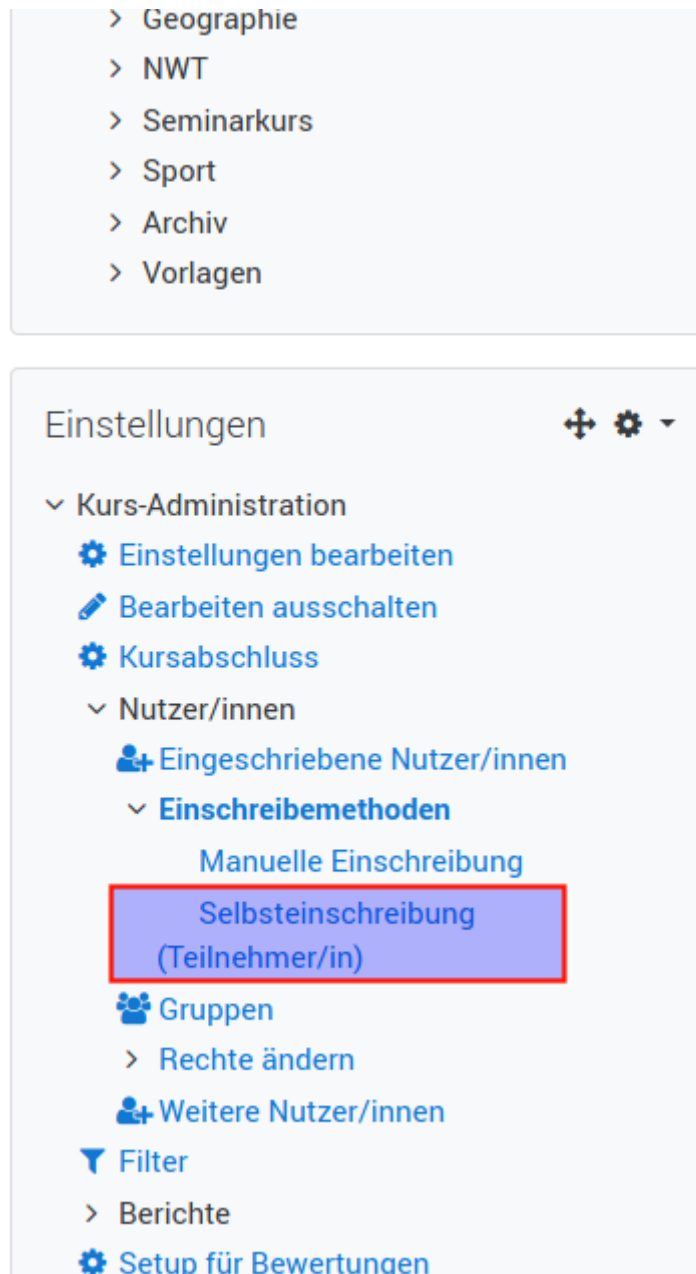 Geographie
NWT
Seminarkurs
Sport
Archiv
Vorlagen
Einstellungen
Kurs-Administration
Einstellungen bearbeiten
Bearbeiten ausschalten
Kursabschluss
Nutzer/innen
Eingeschriebene Nutzer/innen
Einschreibemethoden
Manuelle Einschreibung
Selbsteinschreibung
(Teilnehmer/in)
Gruppen
Rechte ändern
Weitere Nutzer/innen
Filter
Berichte
Setup für Bewertungen